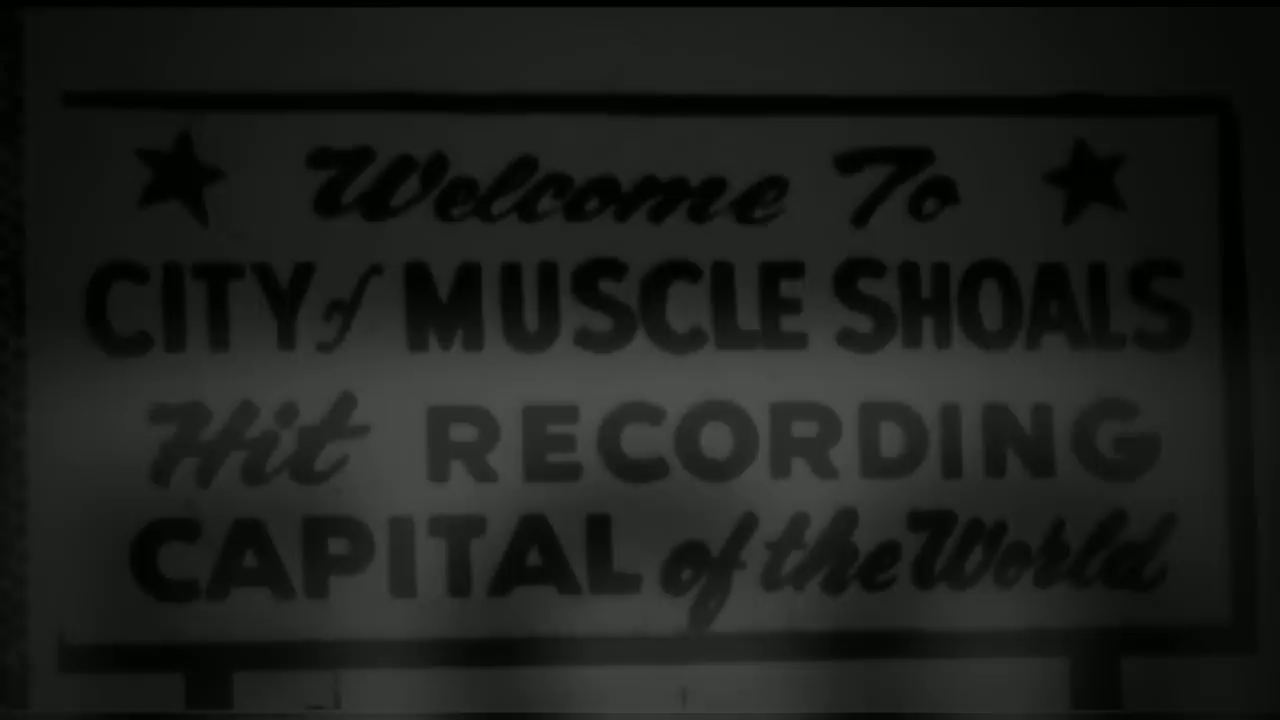 Welcome To
CITY of MUSCLE SHOALS
Hit RECORDING
CAPITAL of the World